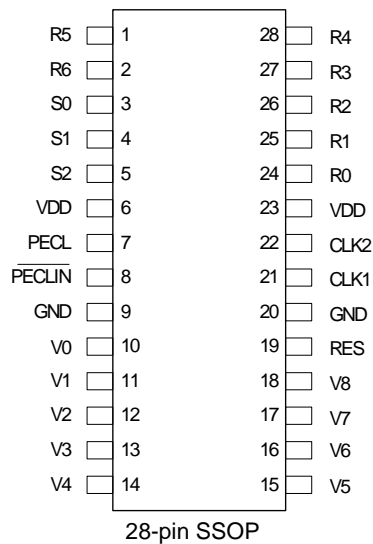 R5 1 28 R4
R6 2 27 R3
S0 3 26 R2
S1 4 25 R1
S2 5 24 R0
VDD 6 23 VDD
PECL 7 22 CLK2
PECLIN 8 21 CLK1
GND 9 20 GND
V0 10 19 RES
V1 11 18 V8
V2 12 17 V7
V3 13 16 V6
V4 14 15 V5
28-pin SSOP